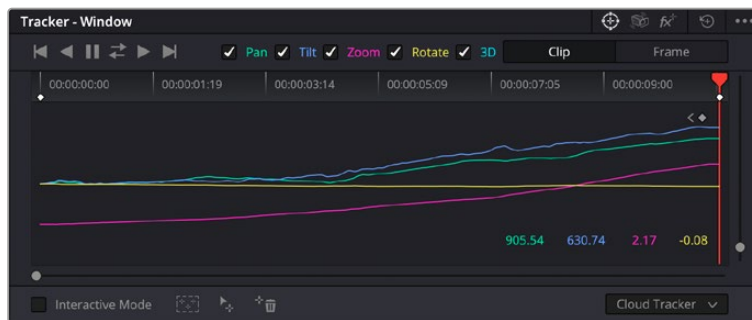 Tracker - Window
Pan Tilt Zoom Rotate 3D Clip Frame
00:00:00:00 00:00:01:19 00:00:03:14 00:00:05:09 00:00:07:05 00:00:09:00
905.54 630.74 2.17 -0.08
Interactive Mode Cloud Tracker